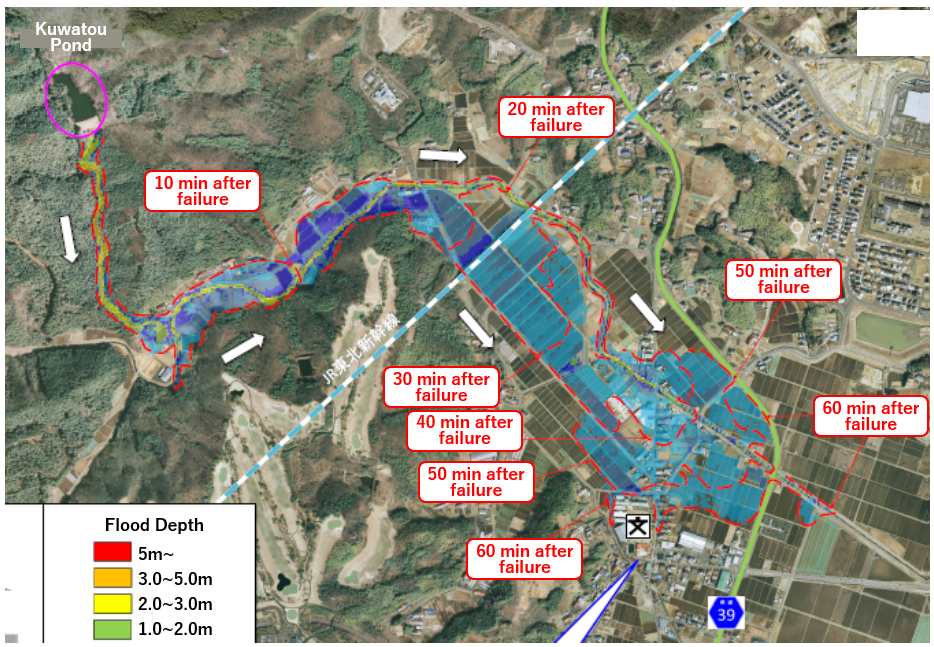 Kuwatou
Pond
20 min after
failure
10 min after
failure
50 min after
failure
JR東北新幹線
30 min after
failure
60 min after
failure
40 min after
failure
50 min after
failure
60 min after
failure
文
県道
39
Flood Depth
5m~
3.0~5.0m
2.0~3.0m
1.0~2.0m